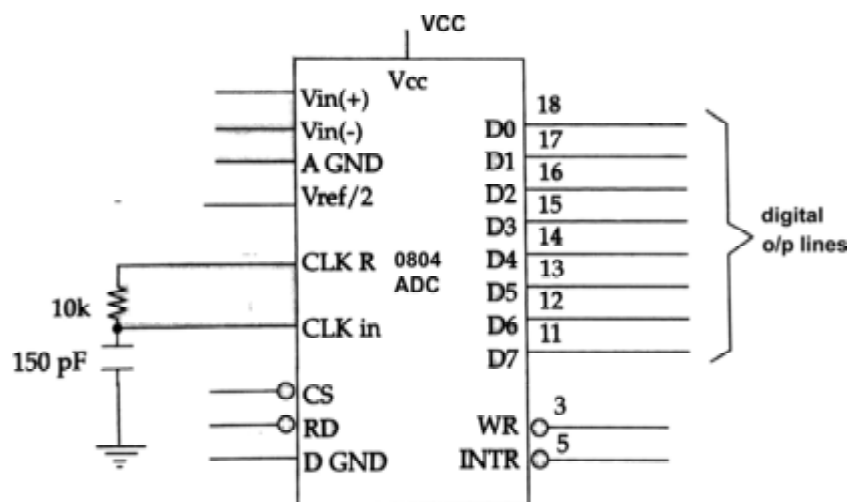 VCC
Vcc
Vin(+)
Vin(-)
A GND
Vref/2
CLK R
10k
CLK in
150 pF
CS
RD
D GND
0804
ADC
18
D0
17
D1
16
D2
15
D3
14
D4
13
D5
12
D6
11
D7
3
WR
5
INTR
digital
o/p lines